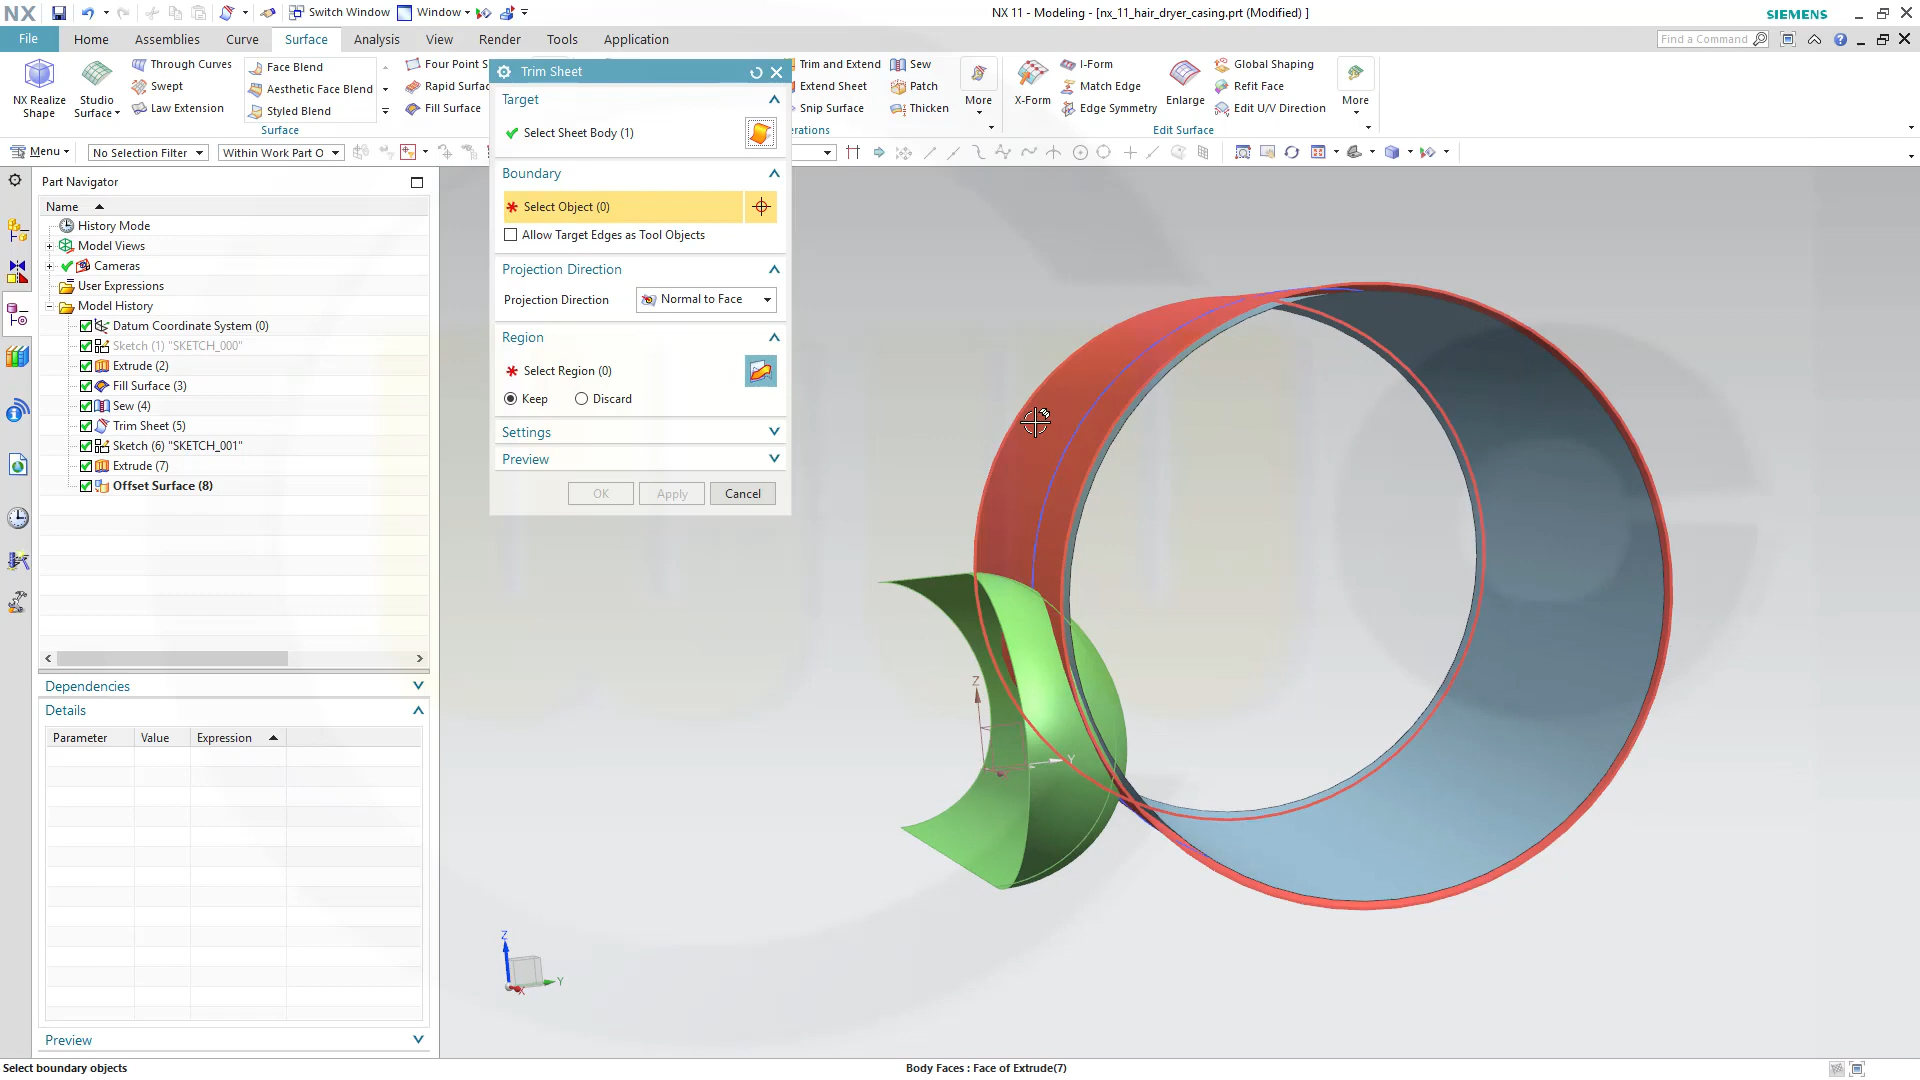 NX Switch Window Window NX 11 - Modeling - [nx_11_hair_dryer_casing.prt (Modified) ] SIEMENS
File Home Assemblies Curve Surface Analysis View Render Tools Application Find a Command
NX Realize Shape
Studio Surface
Through Curves
Swept
Law Extension
Face Blend
Aesthetic Face Blend
Styled Blend
Surface
Four Point S
Rapid Surfac
Fill Surface
Trim and Extend
Extend Sheet
Snip Surface
Sew
Patch
Thicken
More
erations
X-Form
I-Form
Match Edge
Edge Symmetry
Enlarge
Global Shaping
Refit Face
Edit U/V Direction
More
Edit Surface
Menu No Selection Filter Within Work Part O
Trim Sheet
Target
Select Sheet Body (1)
Boundary
Select Object (0)
Allow Target Edges as Tool Objects
Projection Direction
Projection Direction Normal to Face
Region
Select Region (0)
Keep Discard
Settings
Preview
OK Apply Cancel
Part Navigator
Name
History Mode
Model Views
Cameras
User Expressions
Model History
Datum Coordinate System (0)
Sketch (1) "SKETCH_000"
Extrude (2)
Fill Surface (3)
Sew (4)
Trim Sheet (5)
Sketch (6) "SKETCH_001"
Extrude (7)
Offset Surface (8)
Dependencies
Details
Parameter Value Expression
Preview
Z
Y
Z
Y
X
Select boundary objects Body Faces : Face of Extrude(7)